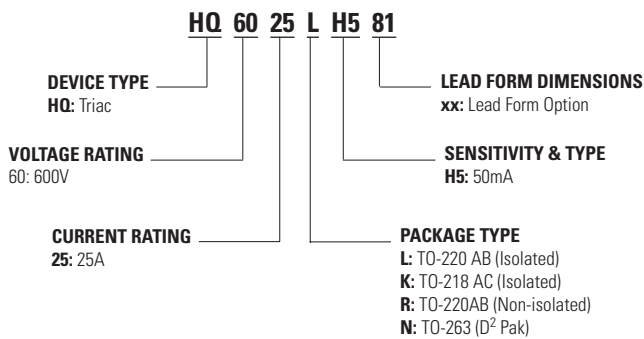 HQ 60 25 L H5 81
DEVICE TYPE
HQ: Triac
VOLTAGE RATING
60: 600V
CURRENT RATING
25: 25A
LEAD FORM DIMENSIONS
xx: Lead Form Option
SENSITIVITY & TYPE
H5: 50mA
PACKAGE TYPE
L: TO-220 AB (Isolated)
K: TO-218 AC (Isolated)
R: TO-220AB (Non-isolated)
N: TO-263 (D² Pak)